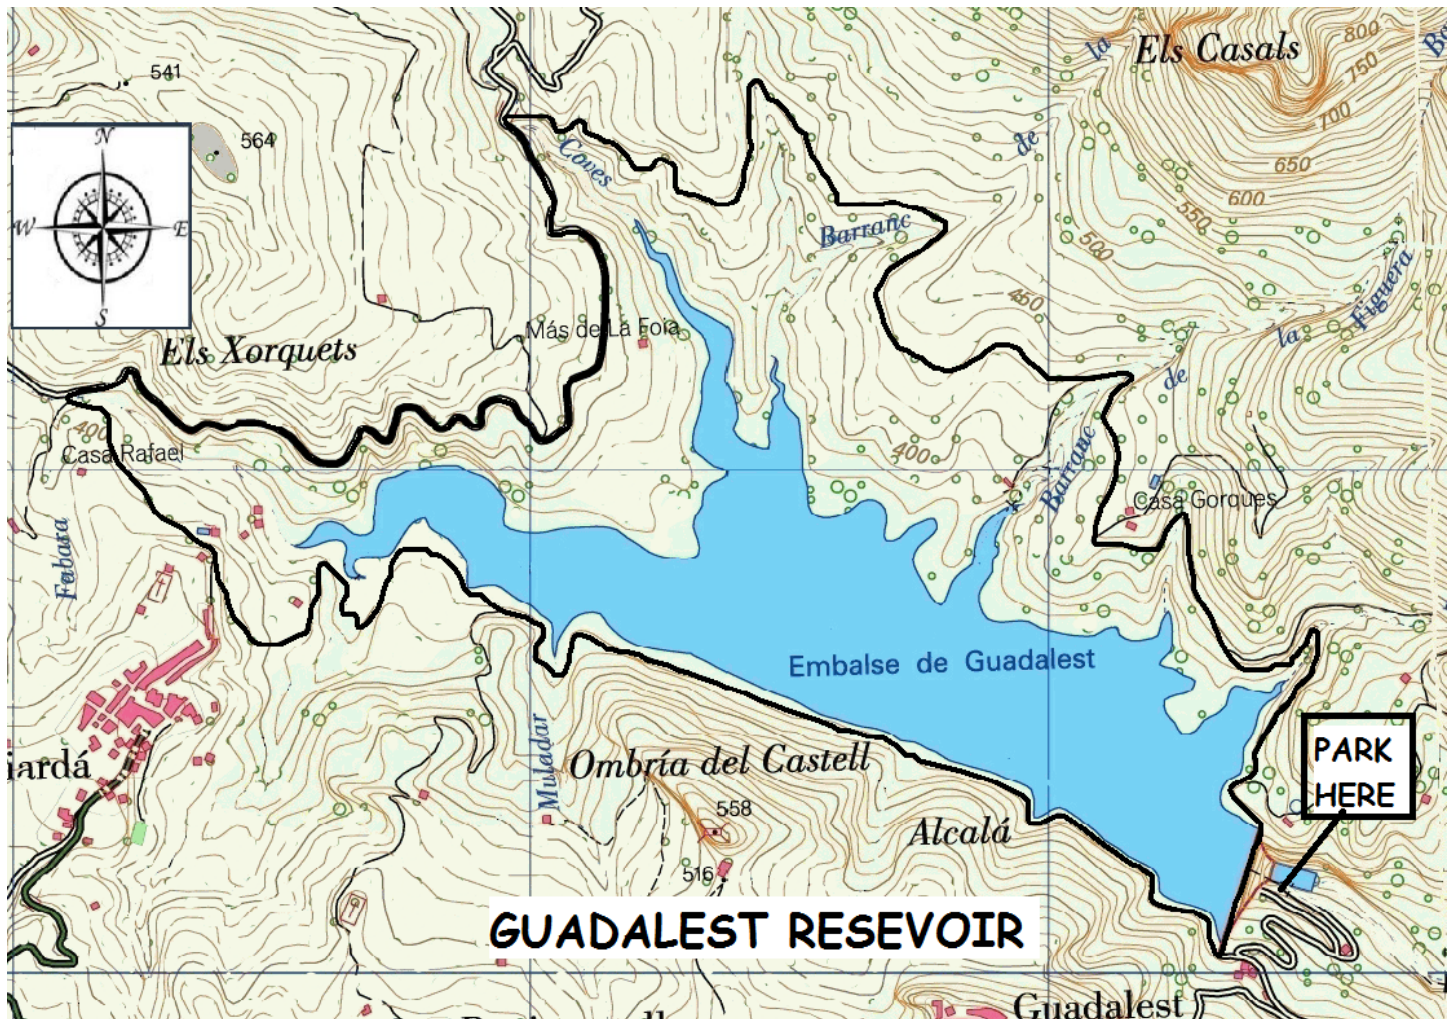 Els Casals
la
800
750
700
650
600
550
500
450
de
541
564
N
W
E
S
Coves
Barranc
Figuera
la
de
Más de La Foia
Els Xorquets
400
Casa Rafael
400
Barranc
Casa Gorques
Fabara
Embalse de Guadalest
PARK
HERE
iardá
Muladar
Ombría del Castell
558
516
Alcalá
GUADALEST RESEVOIR
Guadalest